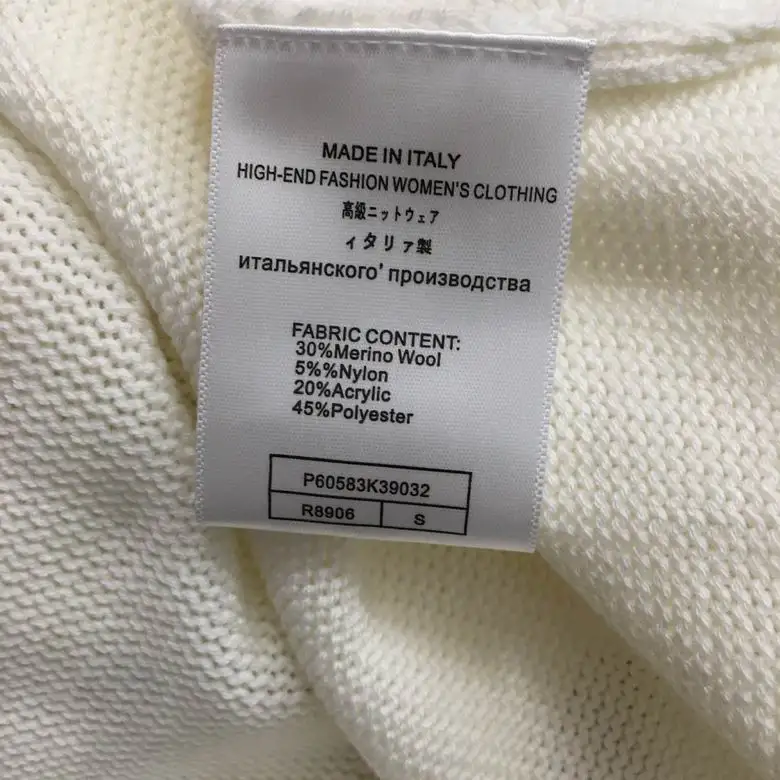 MADE IN ITALY
HIGH-END FASHION WOMEN'S CLOTHING
高級ニットウェア
ィタリァ製
итальянского' производства
FABRIC CONTENT:
30%Merino Wool
5%%Nylon
20%Acrylic
45%Polyester
P60583K39032
R8906 S